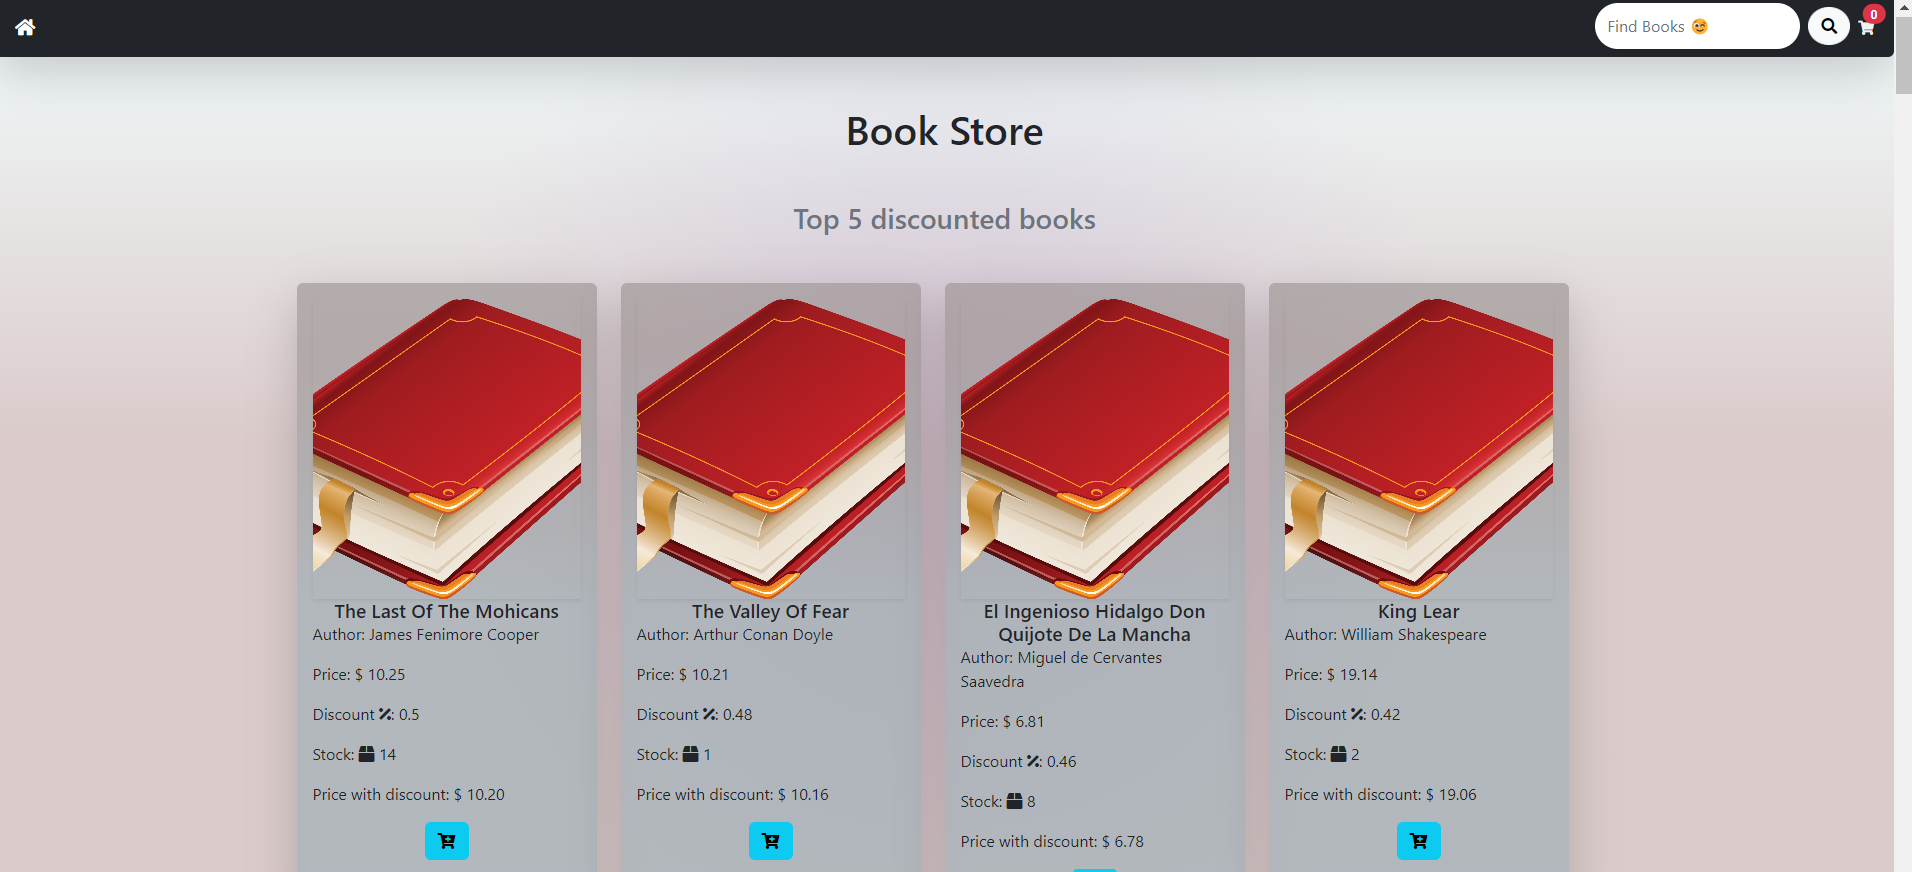 Find Books 😉
0
Book Store
Top 5 discounted books
The Last Of The Mohicans
Author: James Fenimore Cooper
Price: $ 10.25
Discount %: 0.5
Stock: 14
Price with discount: $ 10.20
The Valley Of Fear
Author: Arthur Conan Doyle
Price: $ 10.21
Discount %: 0.48
Stock: 1
Price with discount: $ 10.16
El Ingenioso Hidalgo Don
Quijote De La Mancha
Author: Miguel de Cervantes
Saavedra
Price: $ 6.81
Discount %: 0.46
Stock: 8
Price with discount: $ 6.78
King Lear
Author: William Shakespeare
Price: $ 19.14
Discount %: 0.42
Stock: 2
Price with discount: $ 19.06